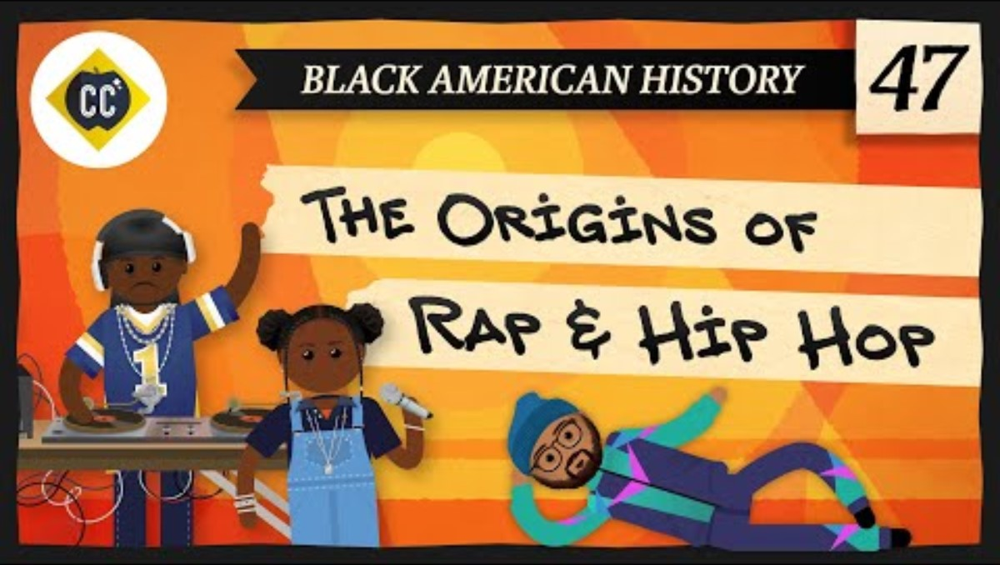 CC
BLACK AMERICAN HISTORY
47
THE ORIGINS OF
RAP & HIP HOP
1